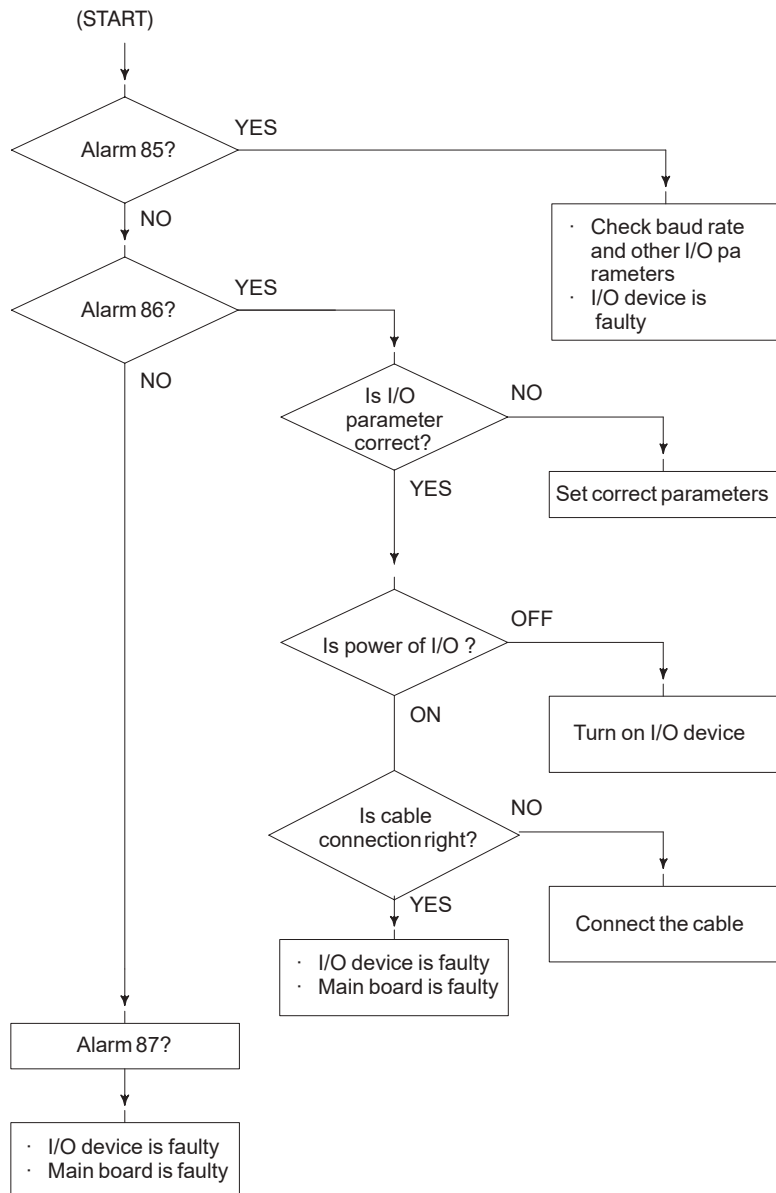 (START)
Alarm 85?
YES
NO
· Check baud rate
and other I/O pa
rameters
· I/O device is
faulty
Alarm 86?
YES
NO
Is I/O
parameter
correct?
NO
YES
Set correct parameters
Is power of I/O ?
OFF
ON
Turn on I/O device
Is cable
connection right?
NO
YES
Connect the cable
· I/O device is faulty
· Main board is faulty
Alarm 87?
· I/O device is faulty
· Main board is faulty